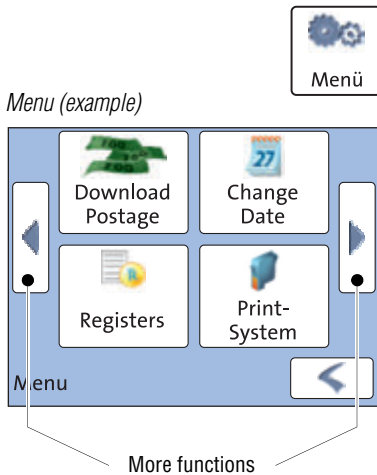 Menü
Menu (example)
27
Download
Postage
Change
Date
Registers
Print-
System
Menu
More functions